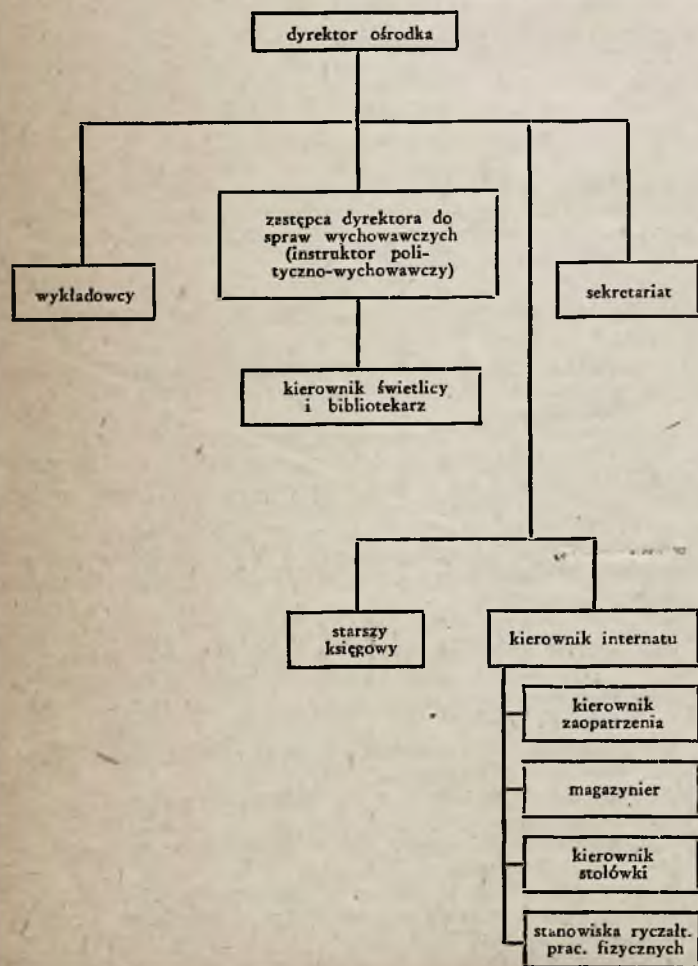 dyrektor ośrodka
zastępca dyrektora do
spraw wychowawczych
(instruktor poli-
tyczno-wychowawczy)
wykładowcy
sekretariat
kierownik świetlicy
i bibliotekarz
starszy
księgowy
kierownik internatu
kierownik
zaopatrzenia
magazynier
kierownik
stołówki
stanowiska ryczałt.
prac. fizycznych